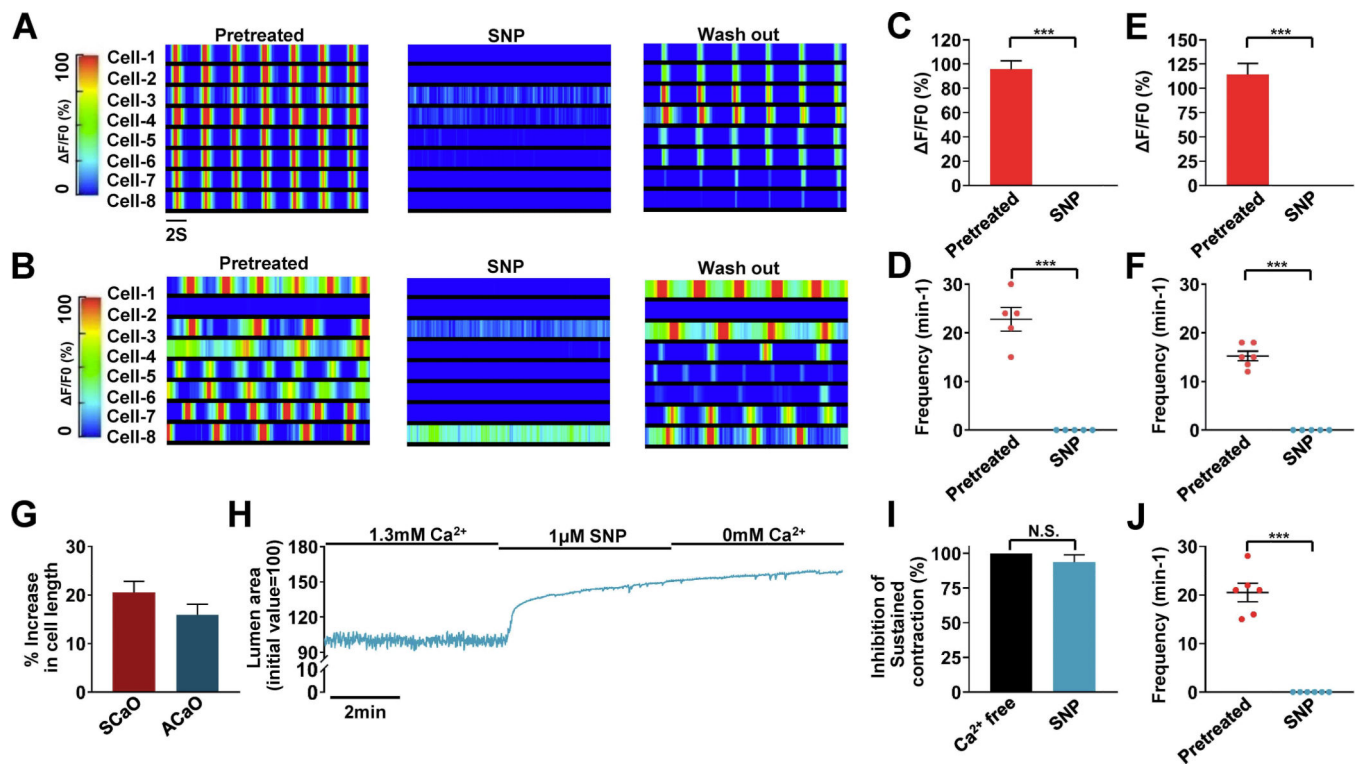 A
Pretreated
SNP
Wash out
100
ΔF/F0 (%)
0
Cell-1
Cell-2
Cell-3
Cell-4
Cell-5
Cell-6
Cell-7
Cell-8
2S
B
Pretreated
SNP
Wash out
100
ΔF/F0 (%)
0
Cell-1
Cell-2
Cell-3
Cell-4
Cell-5
Cell-6
Cell-7
Cell-8
C
***
ΔF/F0 (%)
120
100
80
60
40
20
0
Pretreated
SNP
E
***
ΔF/F0 (%)
150
125
100
75
50
25
0
Pretreated
SNP
D
***
Frequency (min-1)
30
20
10
0
Pretreated
SNP
F
***
Frequency (min-1)
30
20
10
0
Pretreated
SNP
G
% Increase
in cell length
30
20
10
0
SCaO
ACaO
H
1.3mM Ca²⁺
1µM SNP
0mM Ca²⁺
Lumen area
(initial value=100)
180
150
120
90
10
0
2min
I
N.S.
Inhibition of
Sustained
contraction (%)
100
75
50
25
0
Ca²⁺ free
SNP
J
***
Frequency (min-1)
30
20
10
0
Pretreated
SNP